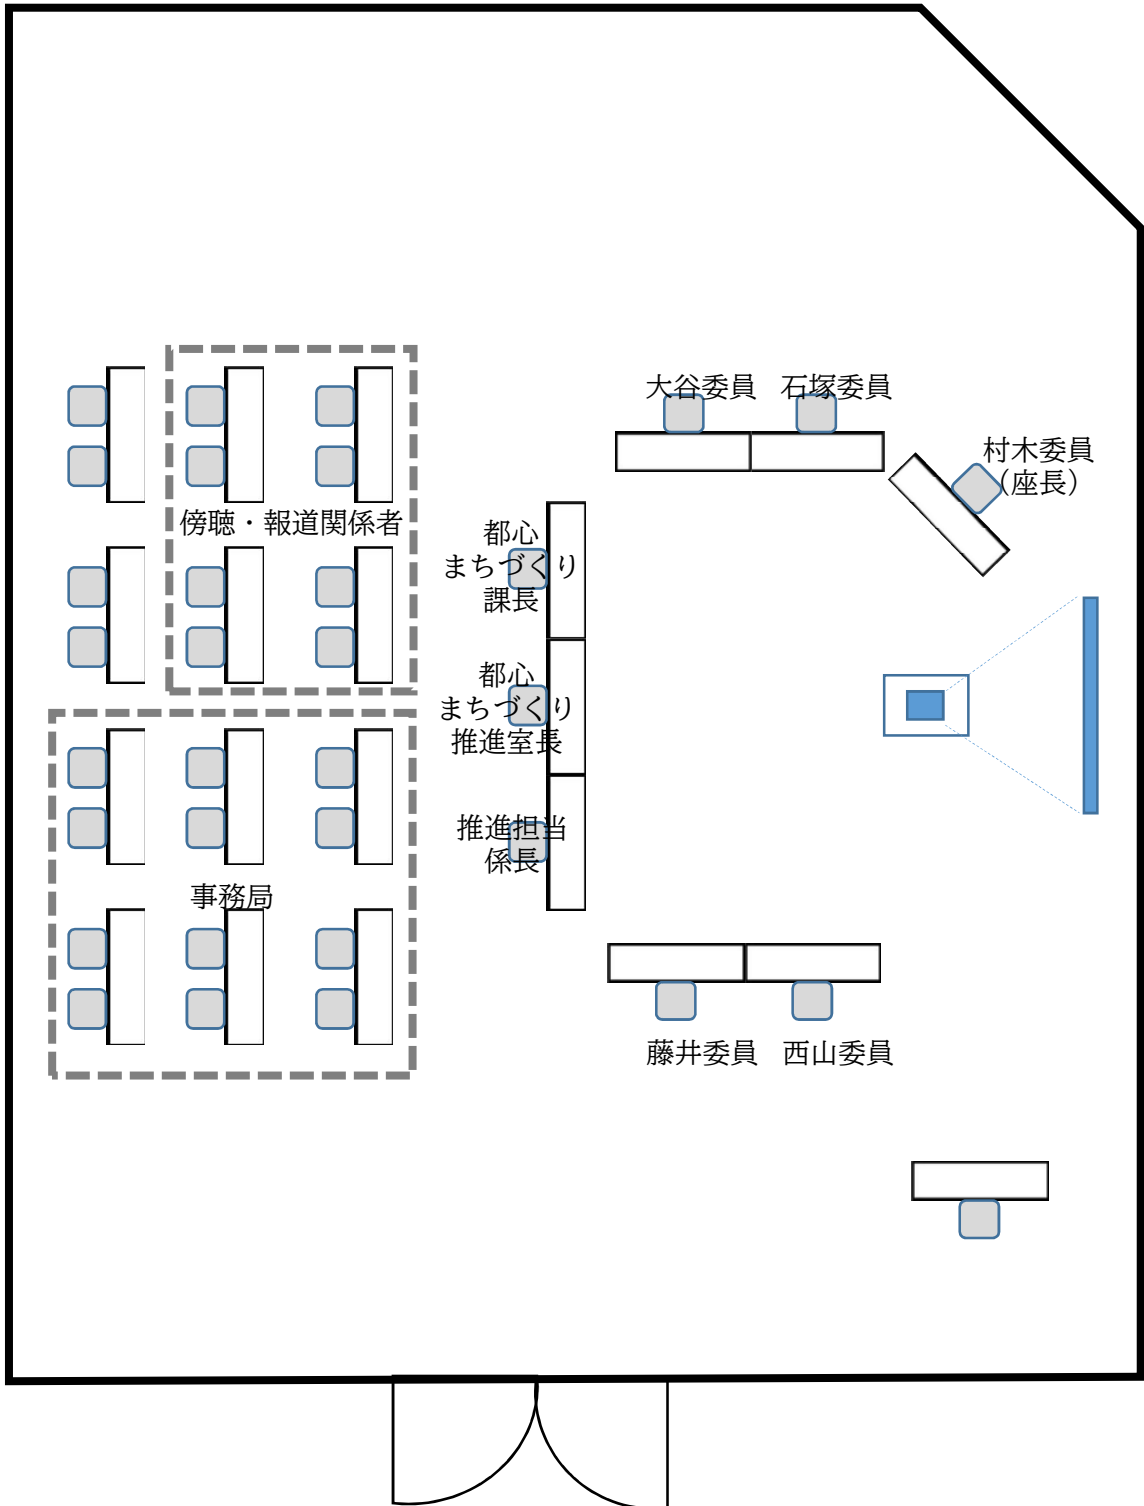 大谷委員
石塚委員
村木委員
（座長）
傍聴・報道関係者
都心
まちづくり
課長
都心
まちづくり
推進室長
推進担当
係長
事務局
藤井委員
西山委員